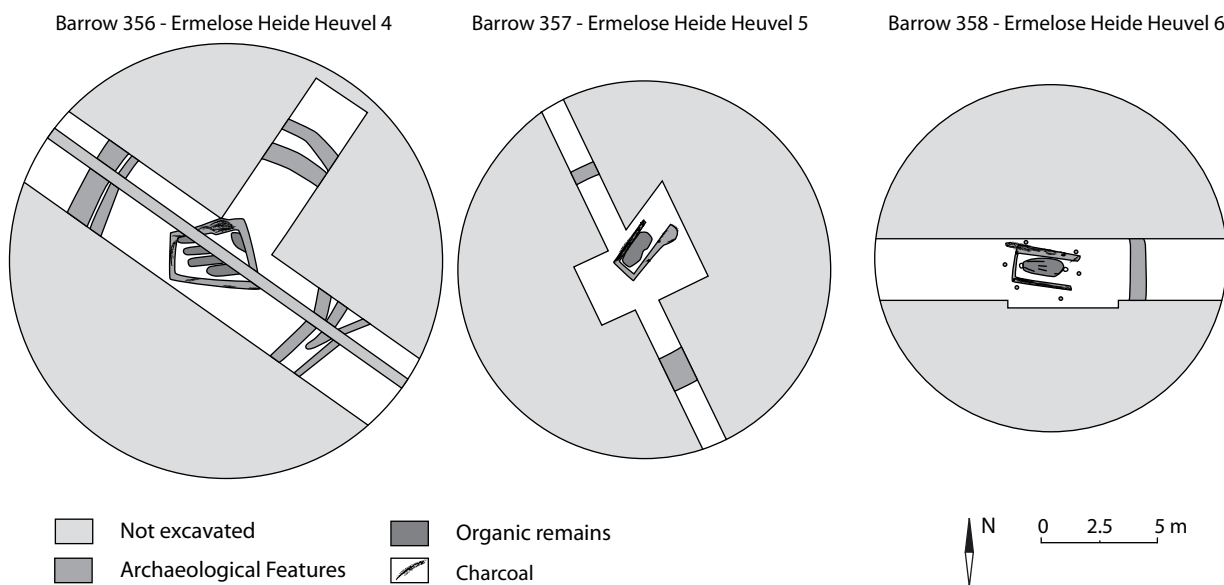 Barrow 356 - Ermelose Heide Heuvel 4
Barrow 357 - Ermelose Heide Heuvel 5
Barrow 358 - Ermelose Heide Heuvel 6
Not excavated
Archaeological Features
Organic remains
Charcoal
N
0 2.5 5 m